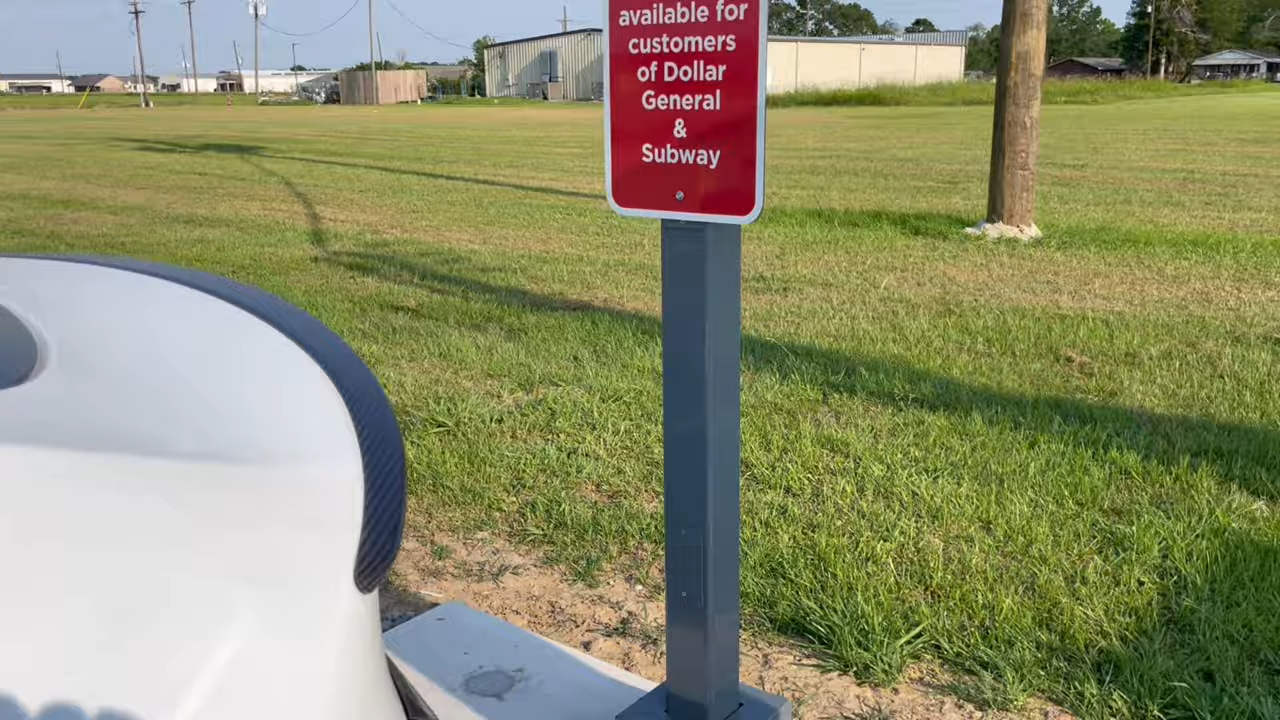 available for
customers
of Dollar
General
&
Subway